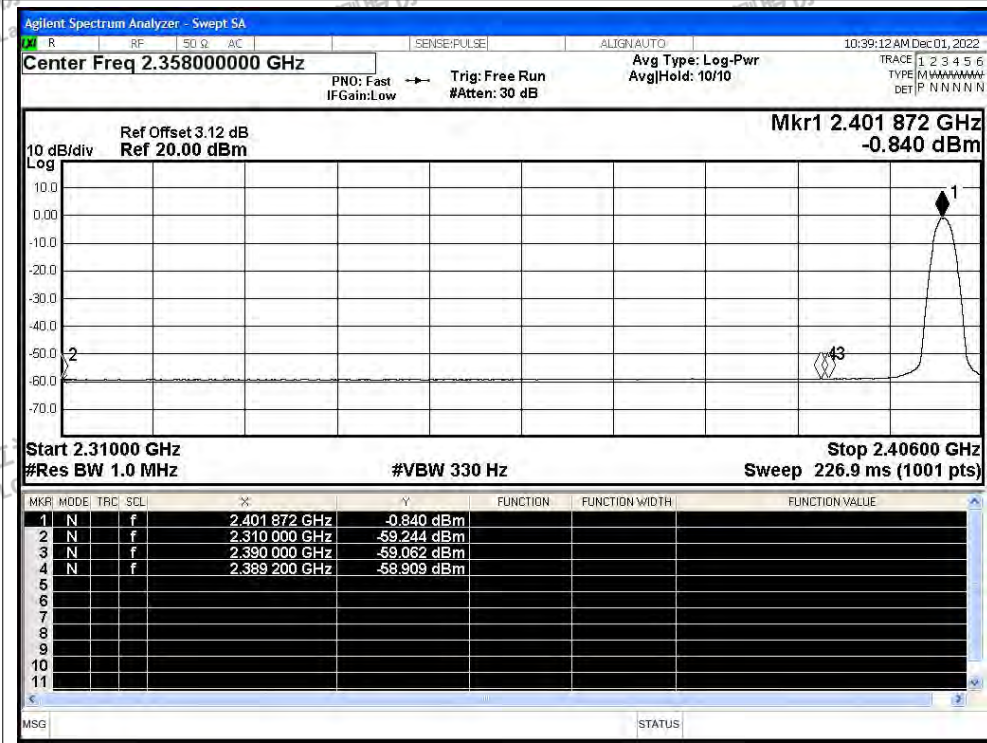 Agilent Spectrum Analyzer - Swept SA
LXI R RF 50 Ω AC SENSE:PULSE ALIGN AUTO 10:39:12 AM Dec 01, 2022
Center Freq 2.358000000 GHz
PNO: Fast
IFGain:Low
Trig: Free Run
#Atten: 30 dB
Avg Type: Log-Pwr
Avg|Hold: 10/10
TRACE 1 2 3 4 5 6
TYPE M W W W W W
DET P N N N N N
Mkr1 2.401 872 GHz
-0.840 dBm
Ref Offset 3.12 dB
10 dB/div Ref 20.00 dBm
Log
10.0
0.00
-10.0
-20.0
-30.0
-40.0
-50.0
-60.0
-70.0
1
2
43
Start 2.31000 GHz Stop 2.40600 GHz
#Res BW 1.0 MHz #VBW 330 Hz Sweep 226.9 ms (1001 pts)
MKR MODE TRC SCL X Y FUNCTION FUNCTION WIDTH FUNCTION VALUE
1 N f 2.401 872 GHz -0.840 dBm
2 N f 2.310 000 GHz -59.244 dBm
3 N f 2.390 000 GHz -59.062 dBm
4 N f 2.389 200 GHz -58.909 dBm
5
6
7
8
9
10
11
MSG STATUS